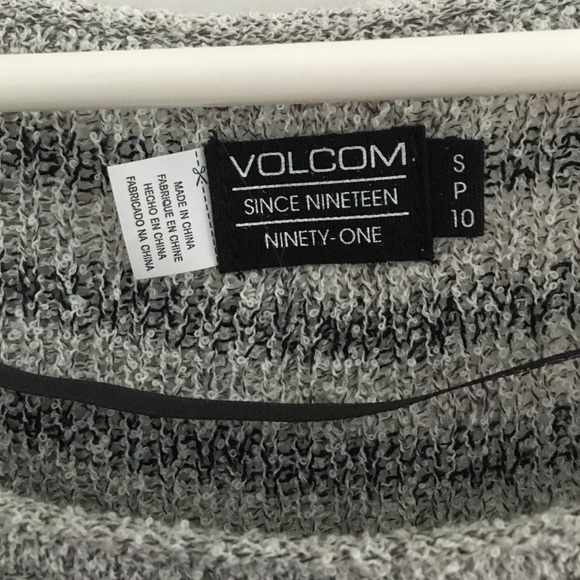 MADE IN CHINA
FABRIQUE EN CHINE
HECHO EN CHINA
FABRICADO NA CHINA
VOLCOM
SINCE NINETEEN
NINETY-ONE
S
P
10